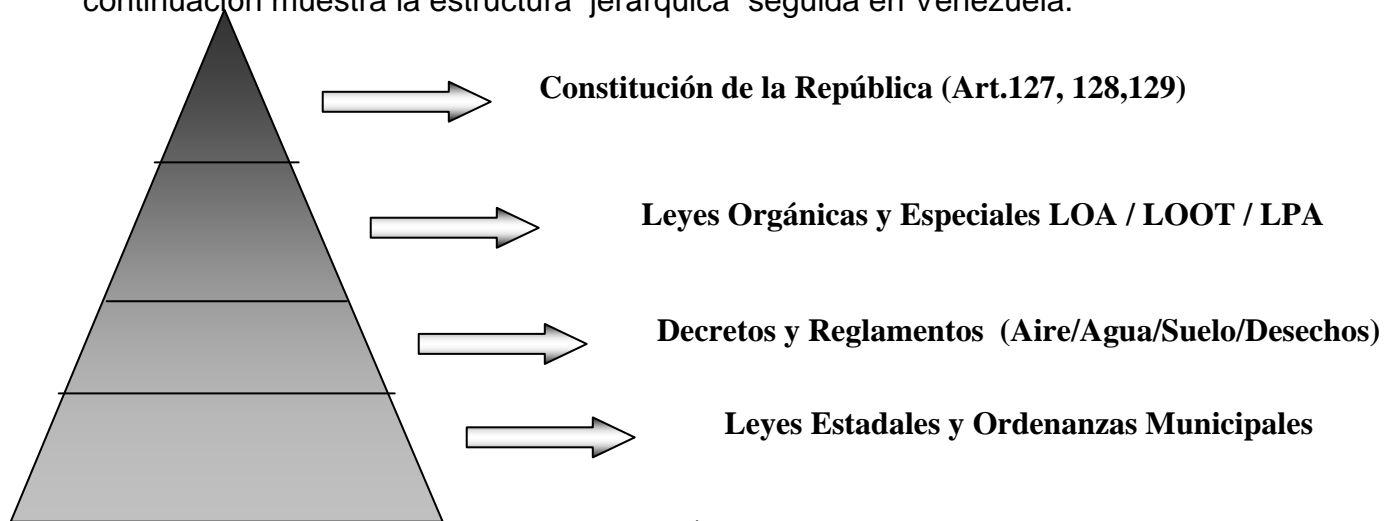 continuación muestra la estructura jerárquica seguida en Venezuela.
Constitución de la República (Art.127, 128,129)
Leyes Orgánicas y Especiales LOA / LOOT / LPA
Decretos y Reglamentos (Aire/Agua/Suelo/Desechos)
Leyes Estadales y Ordenanzas Municipales